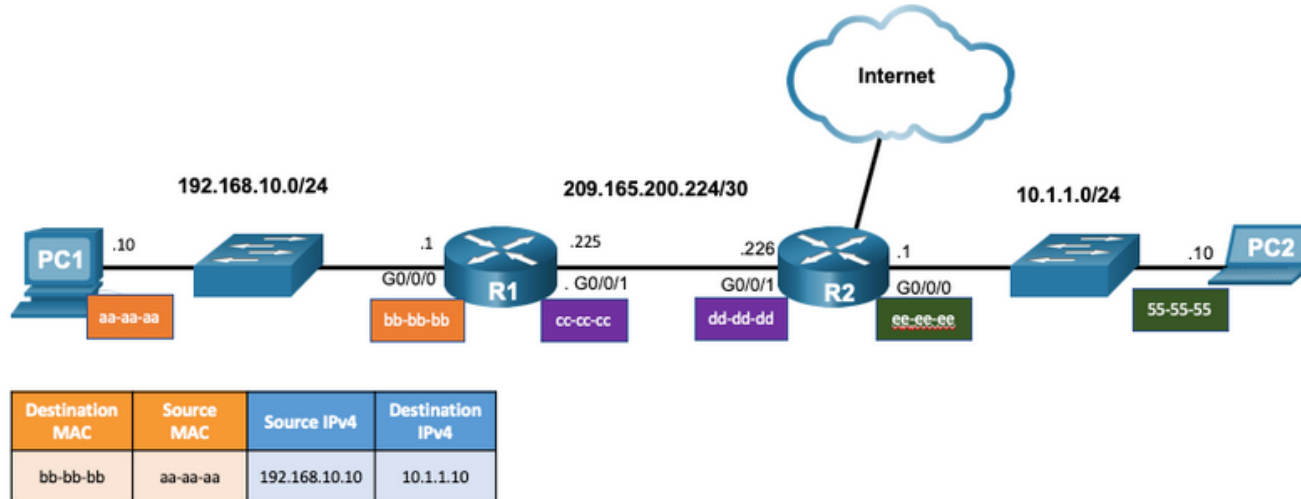 Internet
192.168.10.0/24
209.165.200.224/30
10.1.1.0/24
PC1
.10
.1
G0/0/0
R1
.225
. G0/0/1
.226
G0/0/1
R2
.1
G0/0/0
.10
PC2
aa-aa-aa
bb-bb-bb
cc-cc-cc
dd-dd-dd
ee-ee-ee
55-55-55
Destination MAC
Source MAC
Source IPv4
Destination IPv4
bb-bb-bb
aa-aa-aa
192.168.10.10
10.1.1.10